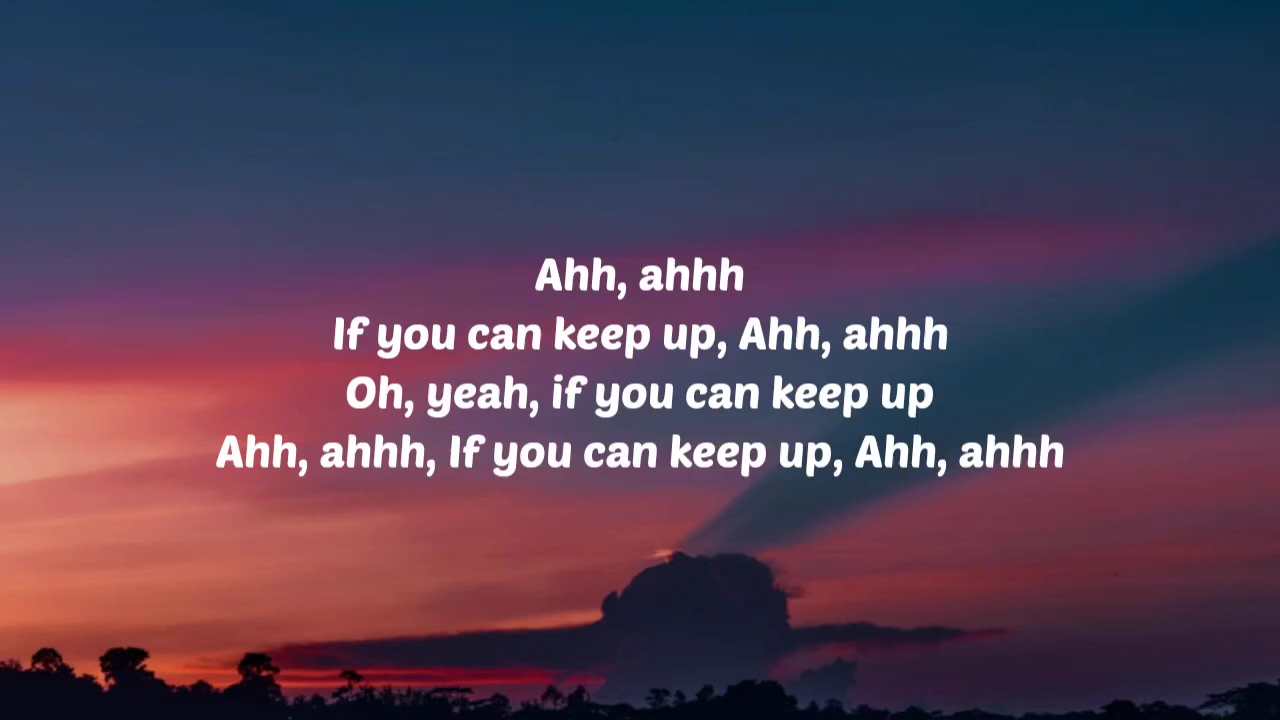 Ahh, ahhh
If you can keep up, Ahh, ahhh
Oh, yeah, if you can keep up
Ahh, ahhh, If you can keep up, Ahh, ahhh